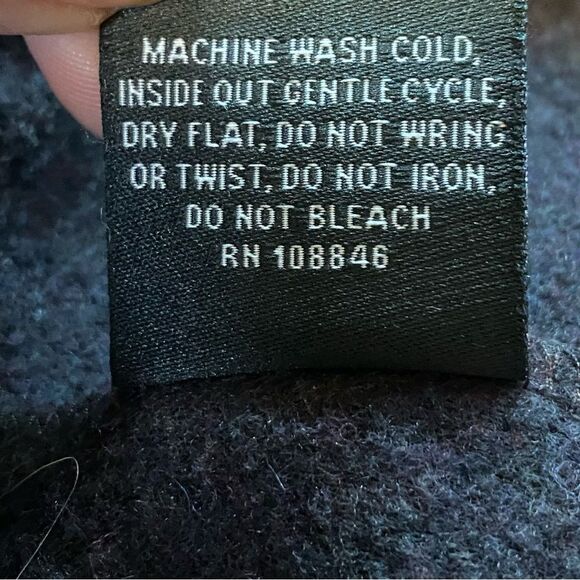 MACHINE WASH COLD,
INSIDE OUT GENTLE CYCLE,
DRY FLAT, DO NOT WRING
OR TWIST, DO NOT IRON,
DO NOT BLEACH
RN 108846